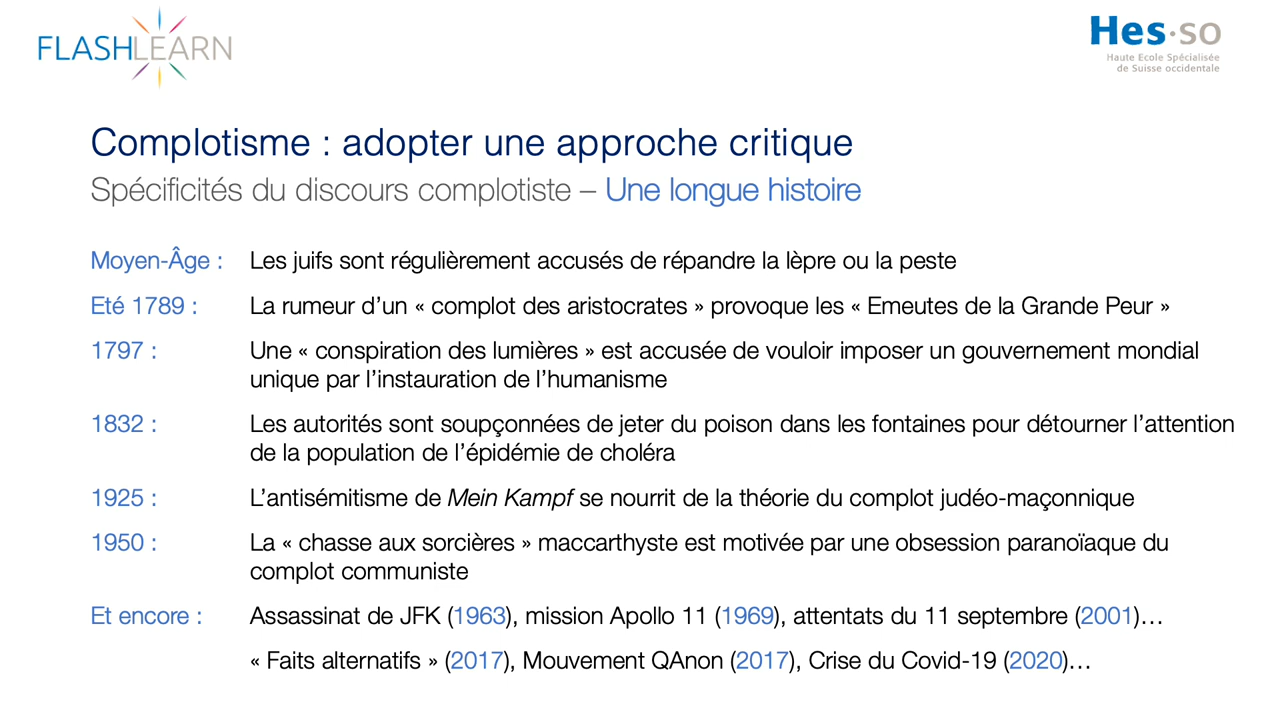 FLASHLEARN
Hes·so
Haute Ecole Spécialisée
de Suisse occidentale
Complotisme : adopter une approche critique
Spécificités du discours complotiste – Une longue histoire
Moyen-Âge : Les juifs sont régulièrement accusés de répandre la lèpre ou la peste
Eté 1789 : La rumeur d’un « complot des aristocrates » provoque les « Emeutes de la Grande Peur »
1797 : Une « conspiration des lumières » est accusée de vouloir imposer un gouvernement mondial
unique par l’instauration de l’humanisme
1832 : Les autorités sont soupçonnées de jeter du poison dans les fontaines pour détourner l’attention
de la population de l’épidémie de choléra
1925 : L’antisémitisme de Mein Kampf se nourrit de la théorie du complot judéo-maçonnique
1950 : La « chasse aux sorcières » maccarthyste est motivée par une obsession paranoïaque du
complot communiste
Et encore : Assassinat de JFK (1963), mission Apollo 11 (1969), attentats du 11 septembre (2001)…
« Faits alternatifs » (2017), Mouvement QAnon (2017), Crise du Covid-19 (2020)…